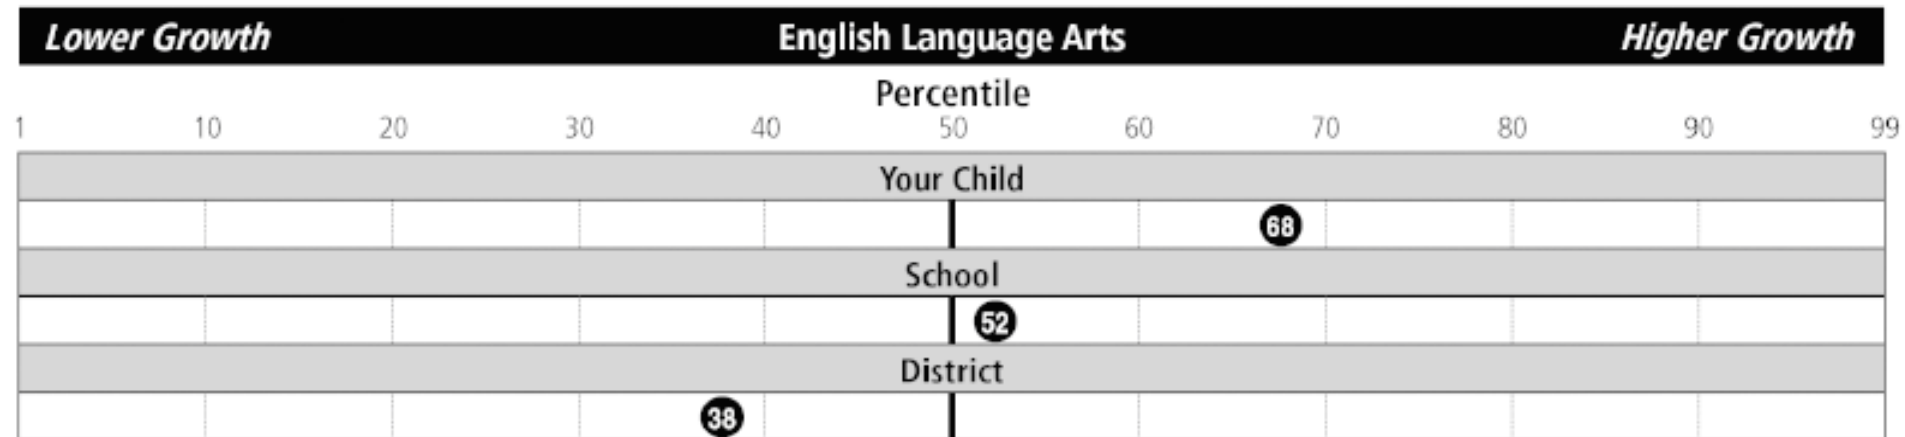 Lower Growth English Language Arts Higher Growth
Percentile
1 10 20 30 40 50 60 70 80 90 99
Your Child
68
School
52
District
38